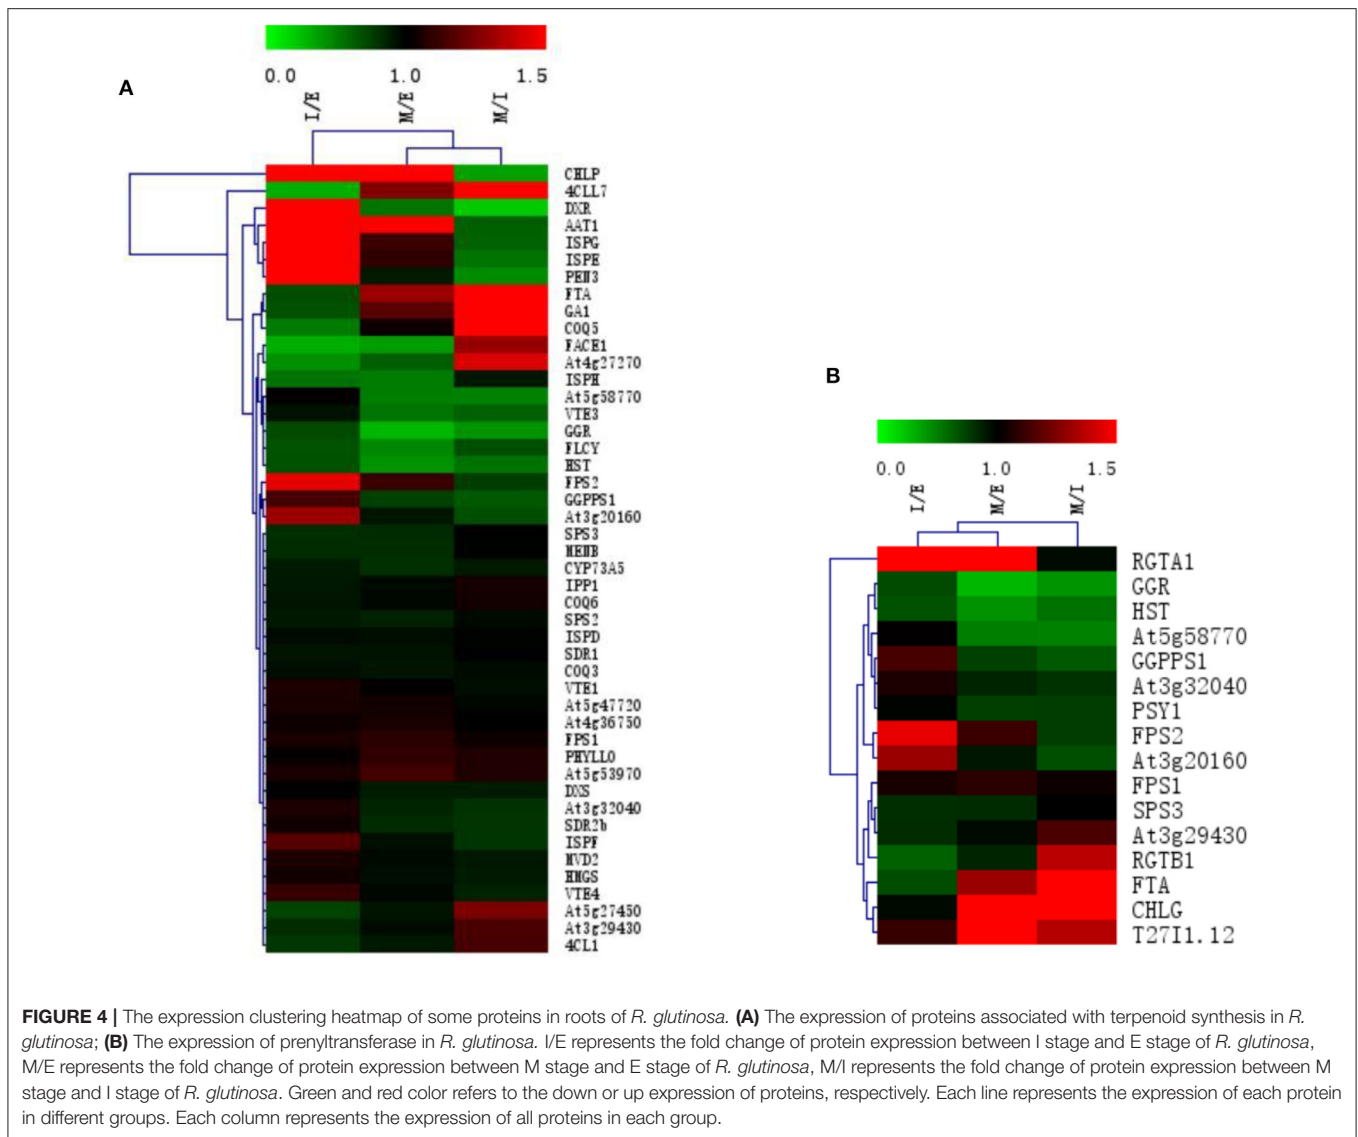 A
0.0 1.0 1.5
I/E
M/E
M/I
CHLP
4CLL7
DXR
AAT1
ISPG
ISPE
PEN3
FTA
GA1
COQ5
FACE1
At4g27270
ISPH
At5g58770
VTE3
GGR
FLCY
HST
FPS2
GGPPS1
At3g20160
SPS3
MENB
CYP73A5
IPP1
COQ6
SPS2
ISPD
SDR1
COQ3
VTE1
At5g47720
At4g36750
FPS1
PHYLLO
At5g53970
DXS
At3g32040
SDR2b
ISPF
MVD2
HMGS
VTE4
At5g27450
At3g29430
4CL1
B
0.0 1.0 1.5
I/E
M/E
M/I
RGTA1
GGR
HST
At5g58770
GGPPS1
At3g32040
PSY1
FPS2
At3g20160
FPS1
SPS3
At3g29430
RGTB1
FTA
CHLG
T27I1.12
FIGURE 4 | The expression clustering heatmap of some proteins in roots of R. glutinosa. (A) The expression of proteins associated with terpenoid synthesis in R.
glutinosa; (B) The expression of prenyltransferase in R. glutinosa. I/E represents the fold change of protein expression between I stage and E stage of R. glutinosa,
M/E represents the fold change of protein expression between M stage and E stage of R. glutinosa, M/I represents the fold change of protein expression between M
stage and I stage of R. glutinosa. Green and red color refers to the down or up expression of proteins, respectively. Each line represents the expression of each protein
in different groups. Each column represents the expression of all proteins in each group.